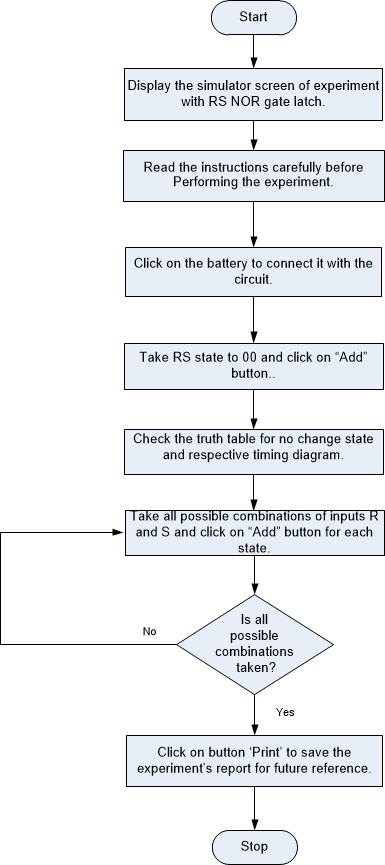 Start
Display the simulator screen of experiment
with RS NOR gate latch.
Read the instructions carefully before
Performing the experiment.
Click on the battery to connect it with the
circuit.
Take RS state to 00 and click on “Add”
button..
Check the truth table for no change state
and respective timing diagram.
Take all possible combinations of inputs R
and S and click on “Add” button for each
state.
Is all
possible
combinations
taken?
No
Yes
Click on button ‘Print’ to save the
experiment’s report for future reference.
Stop